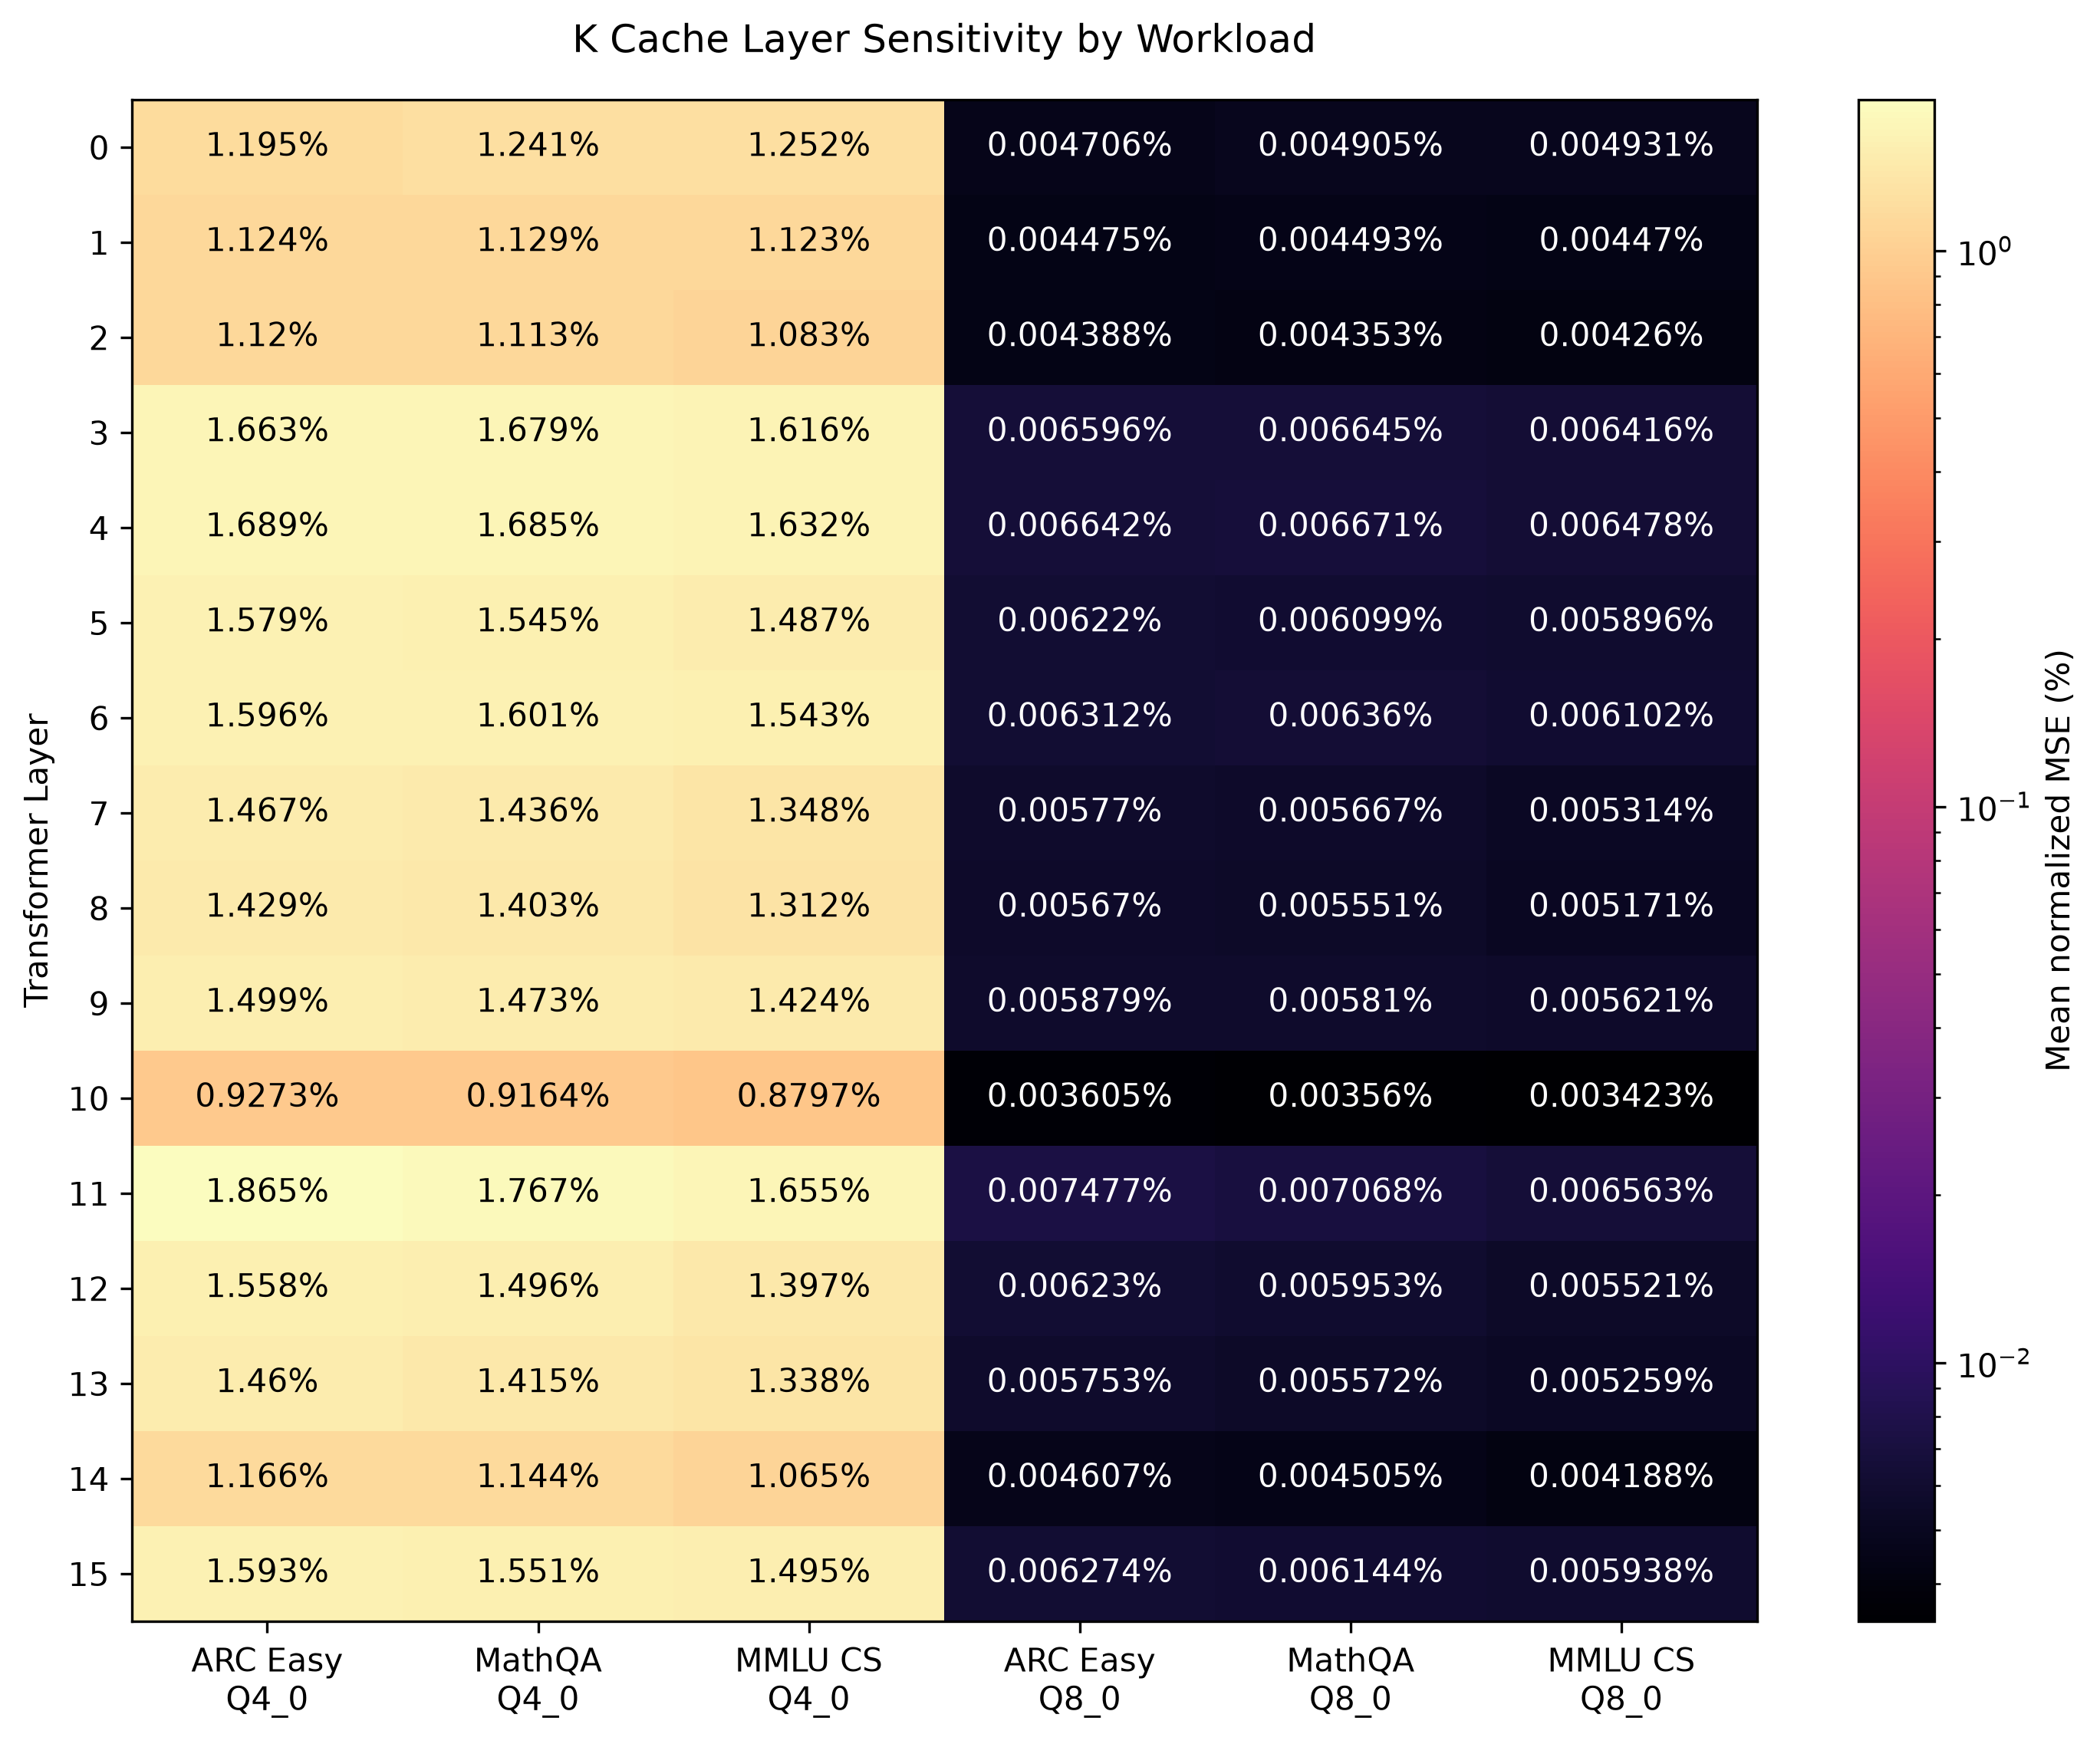 K Cache Layer Sensitivity by Workload
Transformer Layer
0 1.195% 1.241% 1.252% 0.004706% 0.004905% 0.004931%
1 1.124% 1.129% 1.123% 0.004475% 0.004493% 0.00447%
2 1.12% 1.113% 1.083% 0.004388% 0.004353% 0.00426%
3 1.663% 1.679% 1.616% 0.006596% 0.006645% 0.006416%
4 1.689% 1.685% 1.632% 0.006642% 0.006671% 0.006478%
5 1.579% 1.545% 1.487% 0.00622% 0.006099% 0.005896%
6 1.596% 1.601% 1.543% 0.006312% 0.00636% 0.006102%
7 1.467% 1.436% 1.348% 0.00577% 0.005667% 0.005314%
8 1.429% 1.403% 1.312% 0.00567% 0.005551% 0.005171%
9 1.499% 1.473% 1.424% 0.005879% 0.00581% 0.005621%
10 0.9273% 0.9164% 0.8797% 0.003605% 0.00356% 0.003423%
11 1.865% 1.767% 1.655% 0.007477% 0.007068% 0.006563%
12 1.558% 1.496% 1.397% 0.00623% 0.005953% 0.005521%
13 1.46% 1.415% 1.338% 0.005753% 0.005572% 0.005259%
14 1.166% 1.144% 1.065% 0.004607% 0.004505% 0.004188%
15 1.593% 1.551% 1.495% 0.006274% 0.006144% 0.005938%
ARC Easy MathQA MMLU CS ARC Easy MathQA MMLU CS
Q4_0 Q4_0 Q4_0 Q8_0 Q8_0 Q8_0
10⁰
10⁻¹
10⁻²
Mean normalized MSE (%)